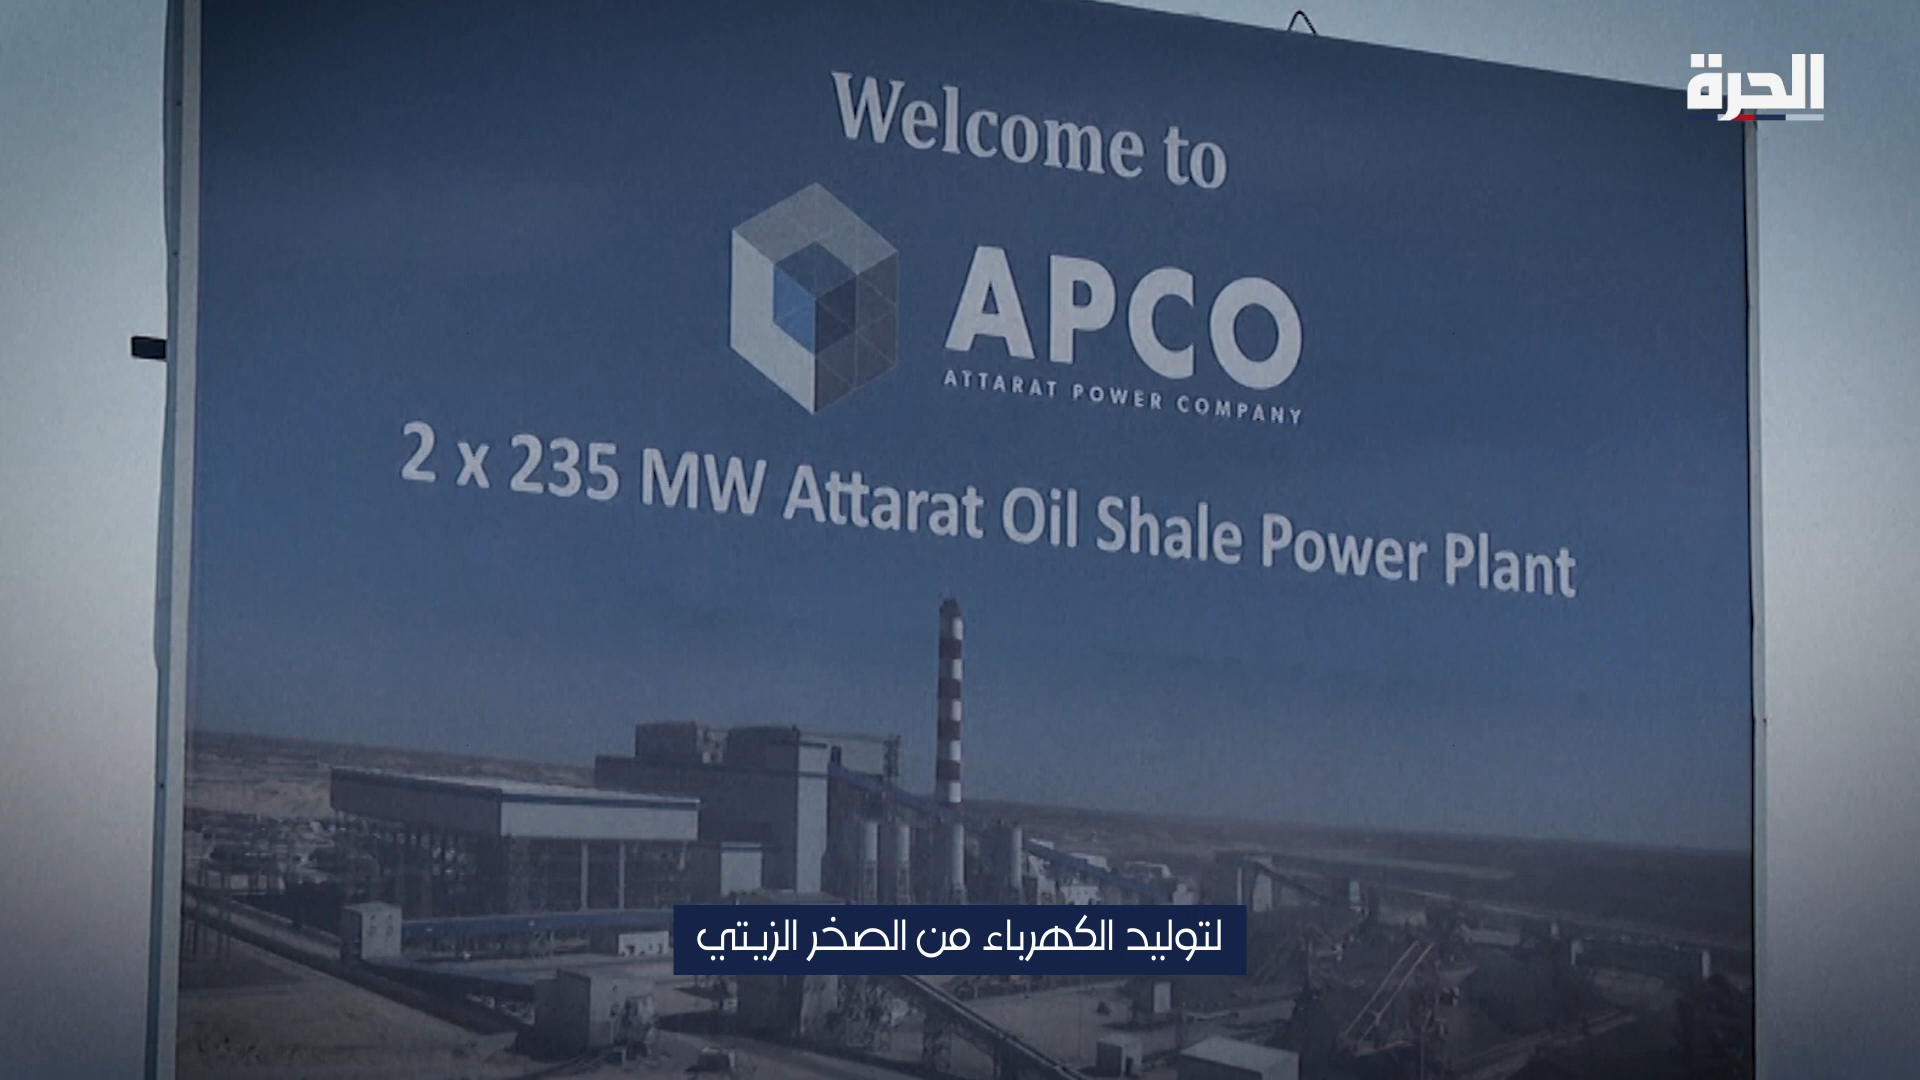 الحرة
Welcome to
APCO
ATTARAT POWER COMPANY
2 x 235 MW Attarat Oil Shale Power Plant
لتوليد الكهرباء من الصخر الزيتي